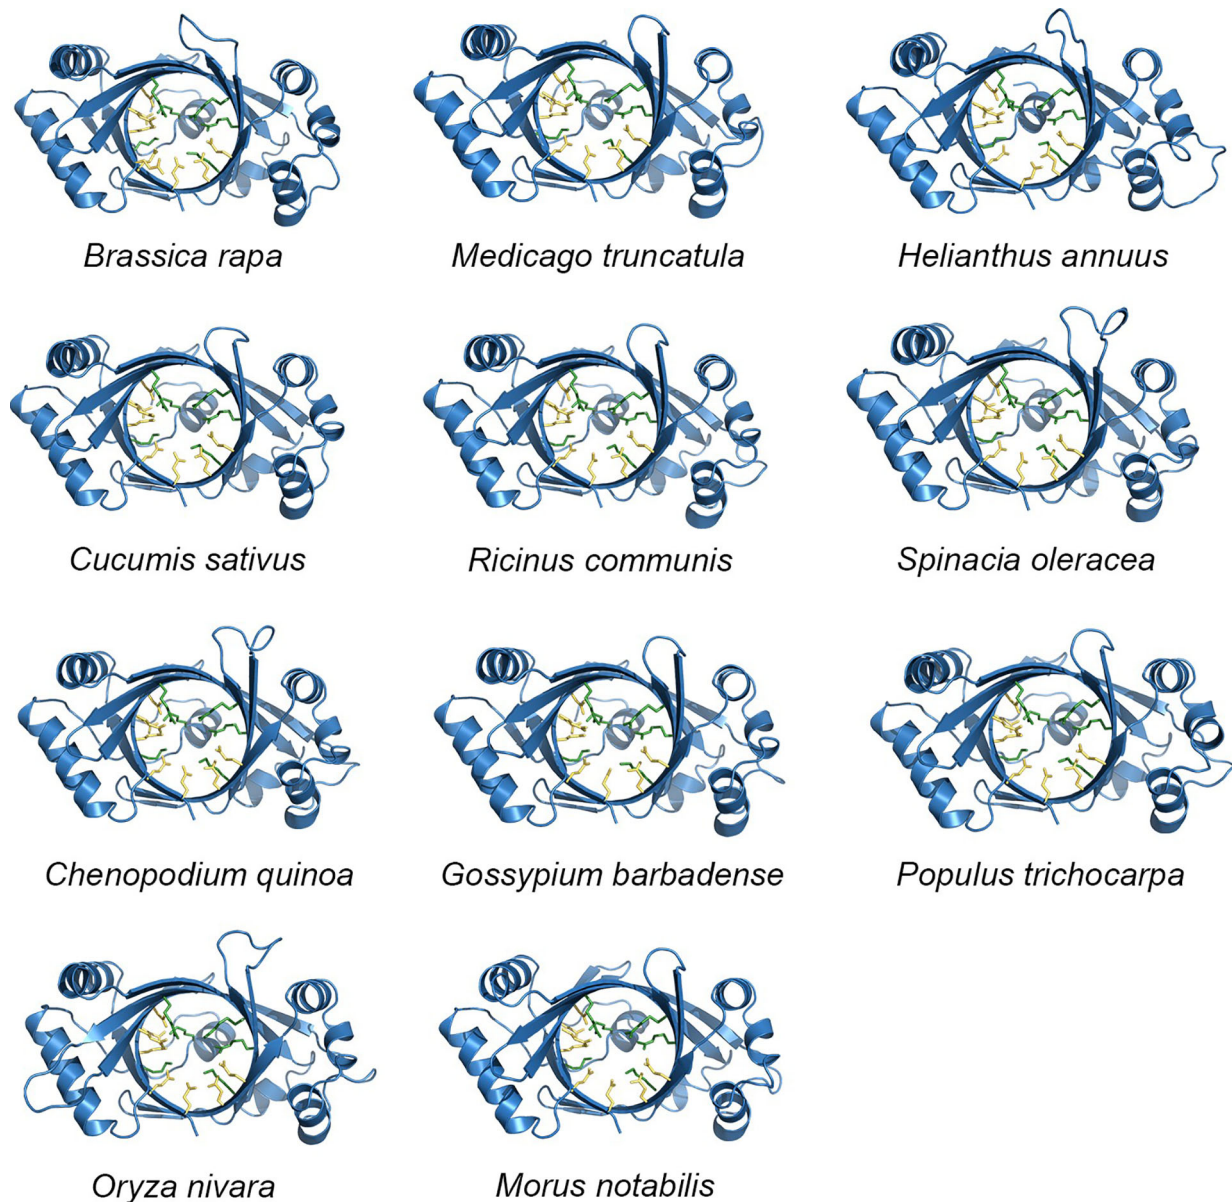 Brassica rapa
Medicago truncatula
Helianthus annuus
Cucumis sativus
Ricinus communis
Spinacia oleracea
Chenopodium quinoa
Gossypium barbadense
Populus trichocarpa
Oryza nivara
Morus notabilis